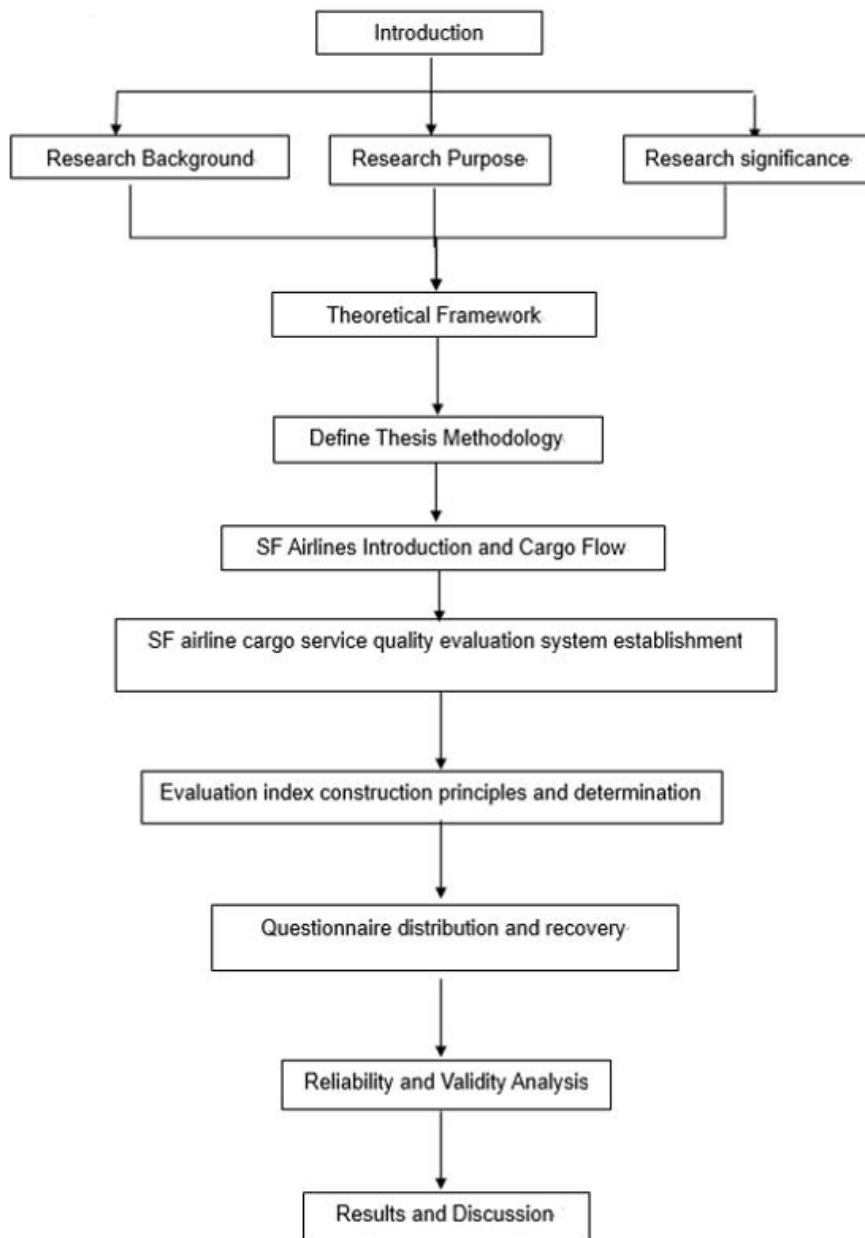 Introduction
Research Background
Research Purpose
Research significance
Theoretical Framework
Define Thesis Methodology
SF Airlines Introduction and Cargo Flow
SF airline cargo service quality evaluation system establishment
Evaluation index construction principles and determination
Questionnaire distribution and recovery
Reliability and Validity Analysis
Results and Discussion